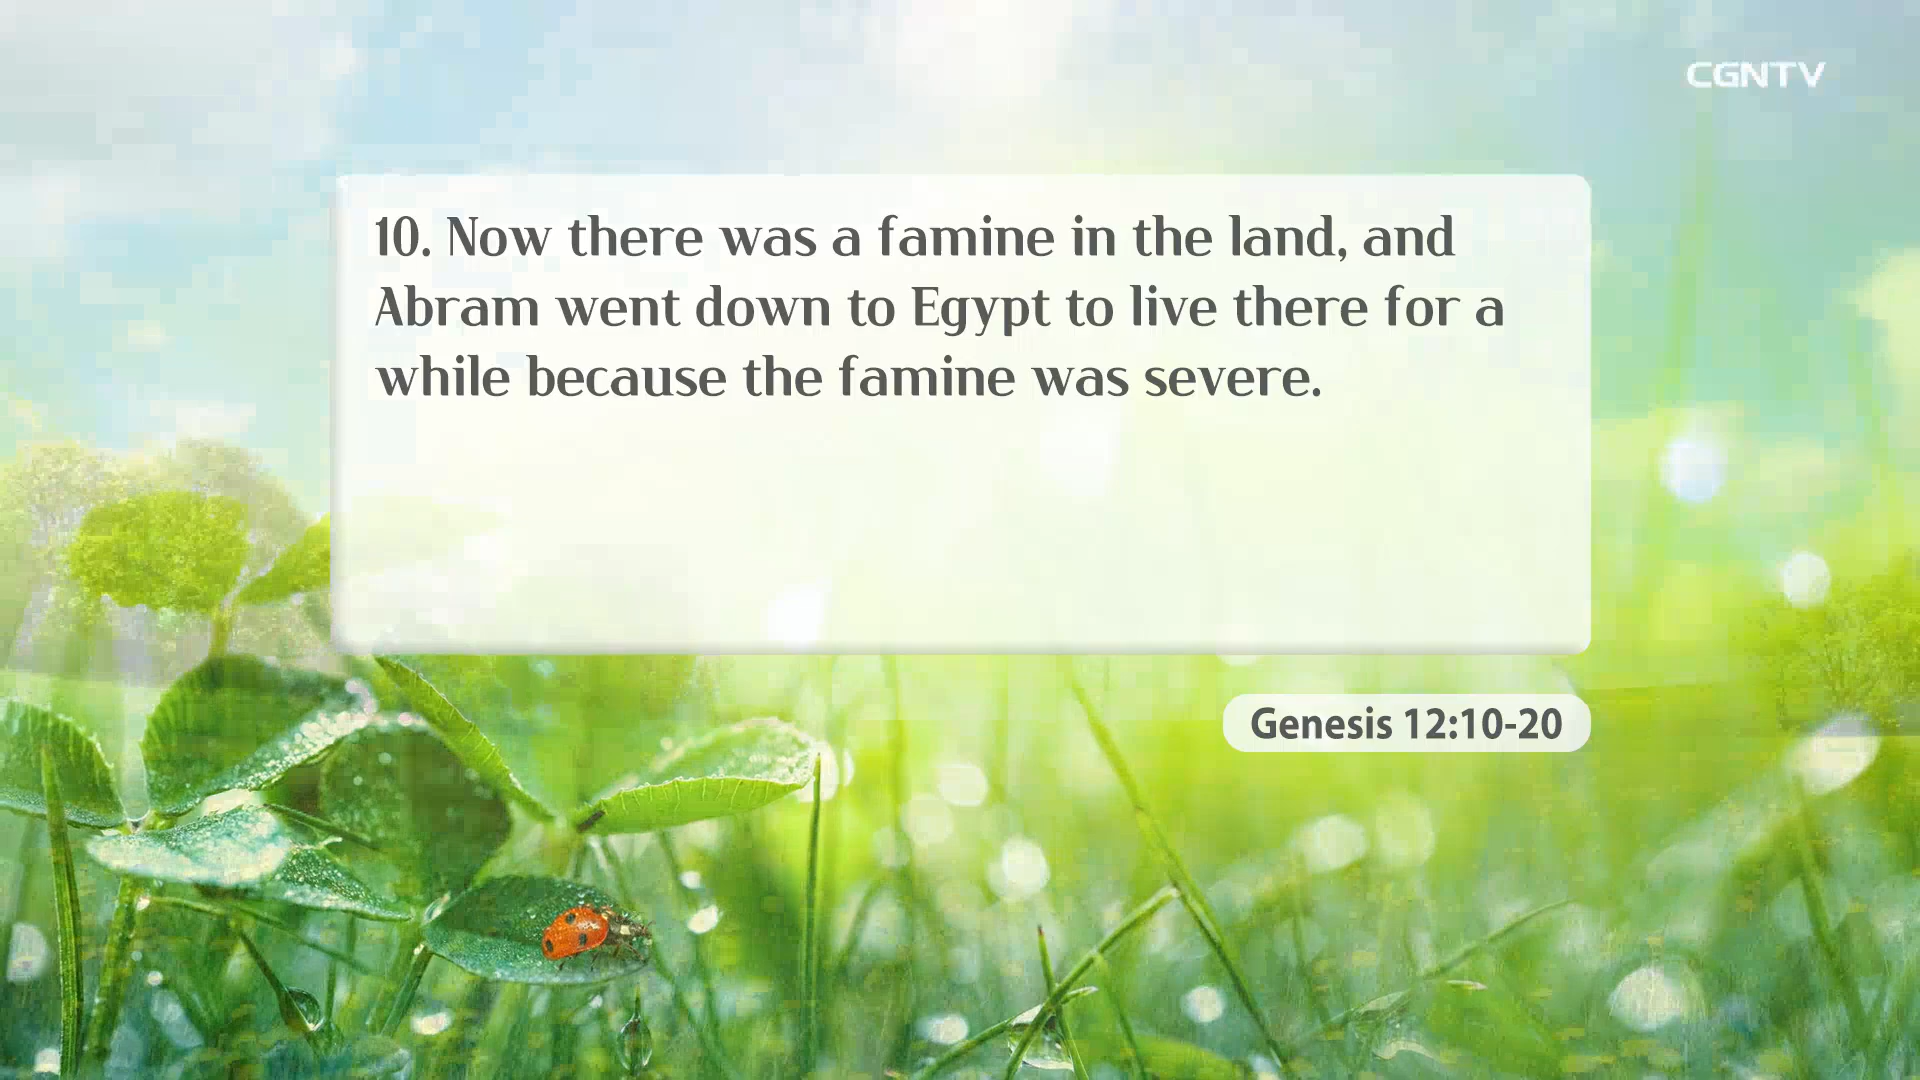 CGNTV
10. Now there was a famine in the land, and
Abram went down to Egypt to live there for a
while because the famine was severe.
Genesis 12:10-20